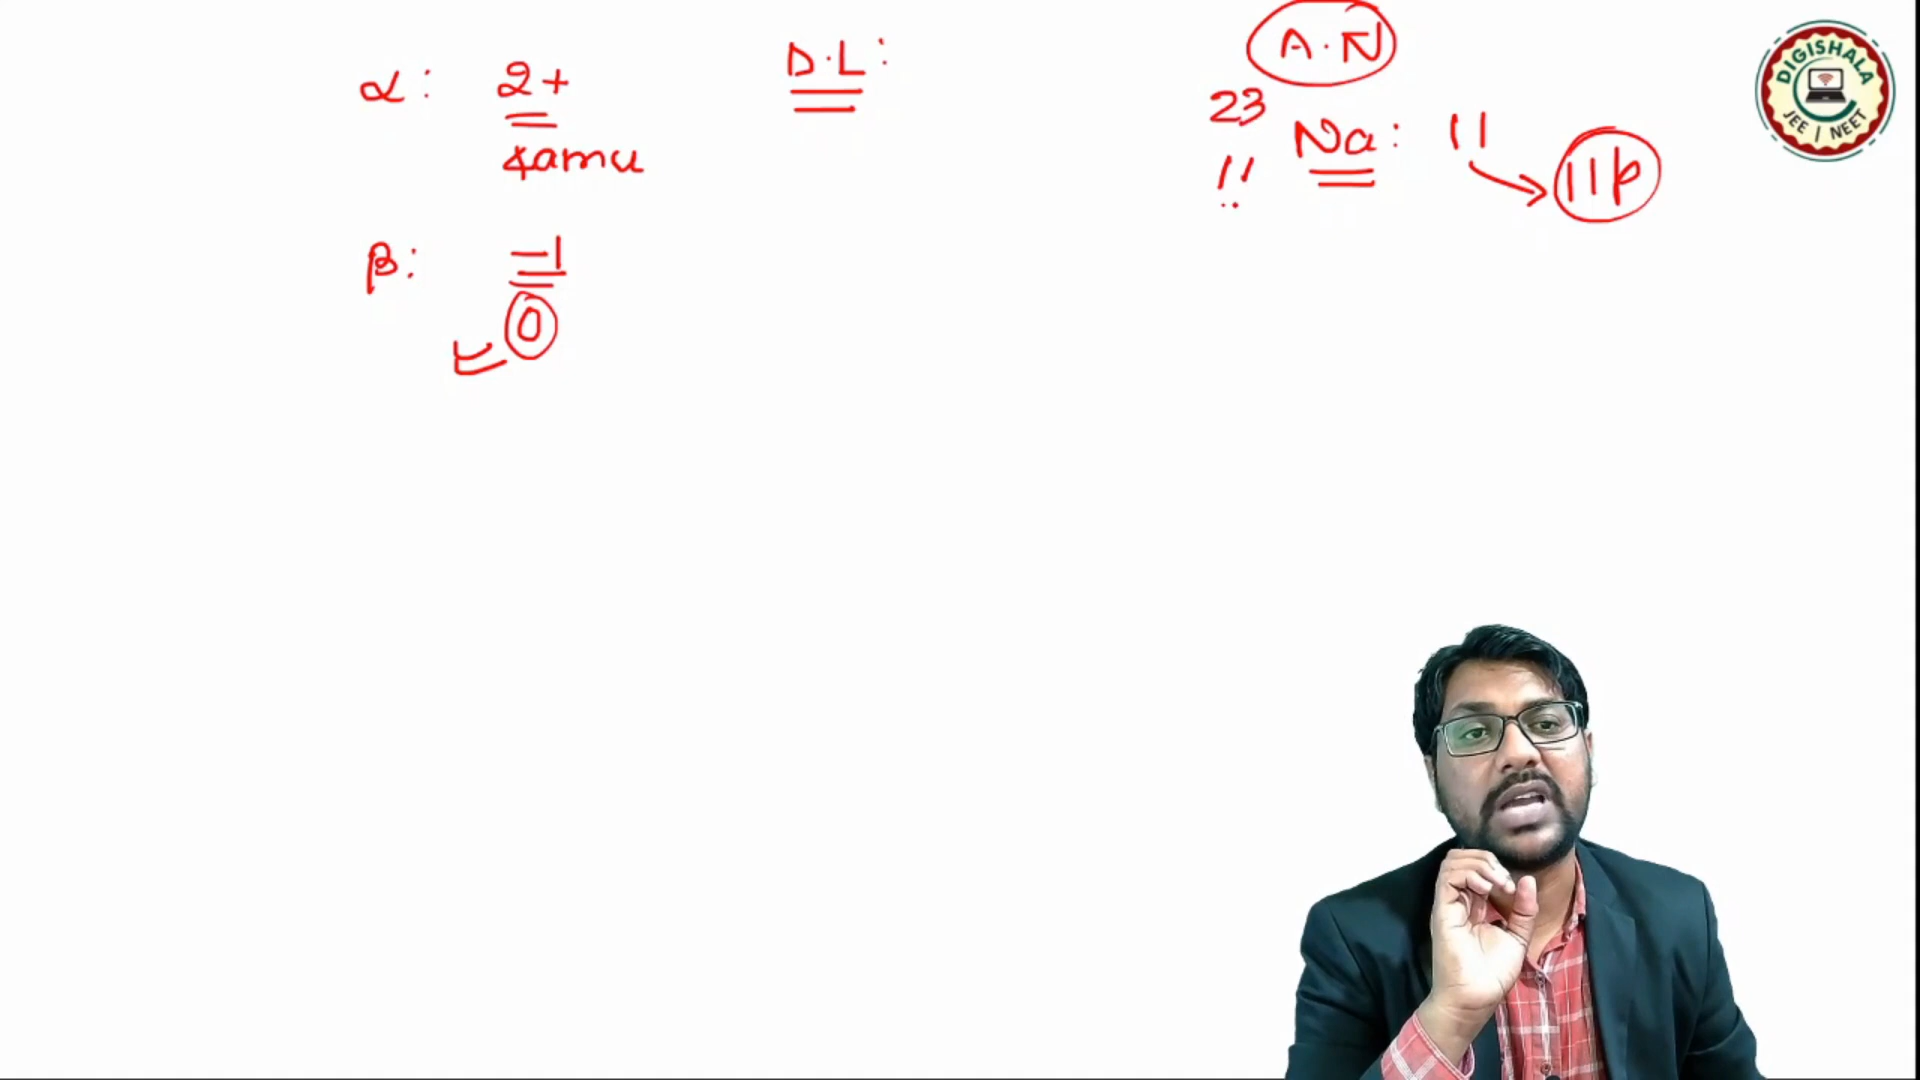 α: 2+
4amu
β: -1
0
D.L:
A.N
23
11 Na: 11 → 11p
DIGISHALA
JEE | NEET